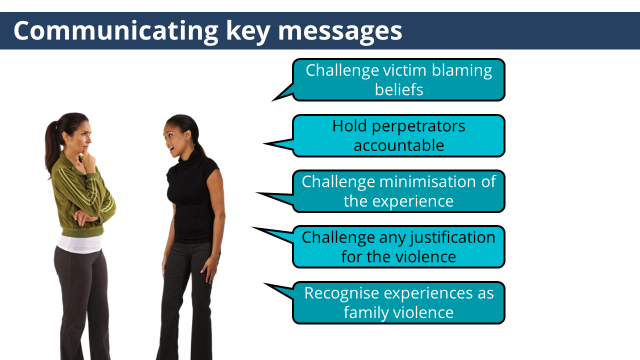 Communicating key messages
Challenge victim blaming
beliefs
Hold perpetrators
accountable
Challenge minimisation of
the experience
Challenge any justification
for the violence
Recognise experiences as
family violence